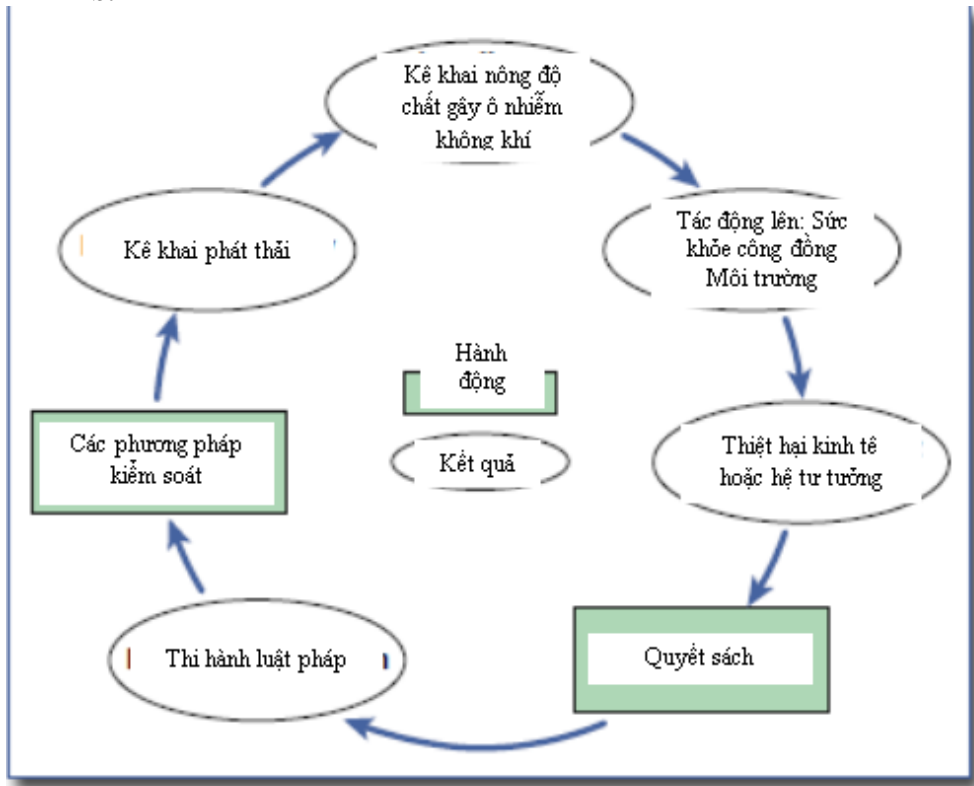 Kê khai nông độ
chất gây ô nhiễm
không khí
Tác động lên: Sức
khỏe công đồng
Môi trường
Kê khai phát thải
Hành
động
Các phương pháp
kiểm soát
Kết quả
Thiệt hại kinh tê
hoặc hệ tư tưởng
Thi hành luật pháp
Quyết sách